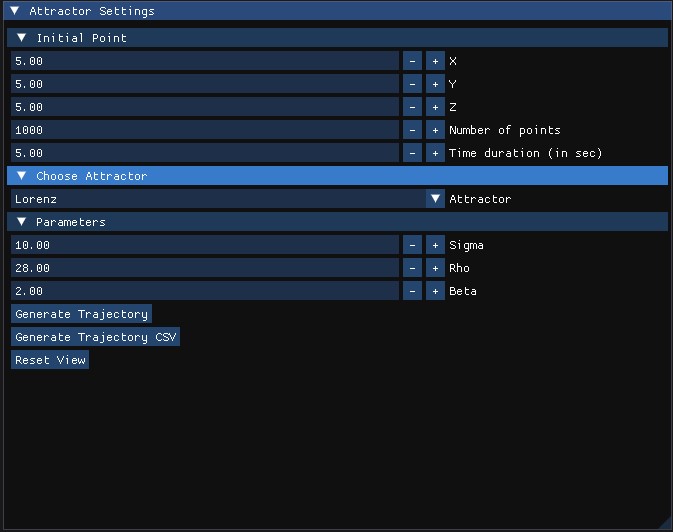 Attractor Settings
Initial Point
5.00 - + X
5.00 - + Y
5.00 - + Z
1000 - + Number of points
5.00 - + Time duration (in sec)
Choose Attractor
Lorenz Attractor
Parameters
10.00 - + Sigma
28.00 - + Rho
2.00 - + Beta
Generate Trajectory
Generate Trajectory CSV
Reset View